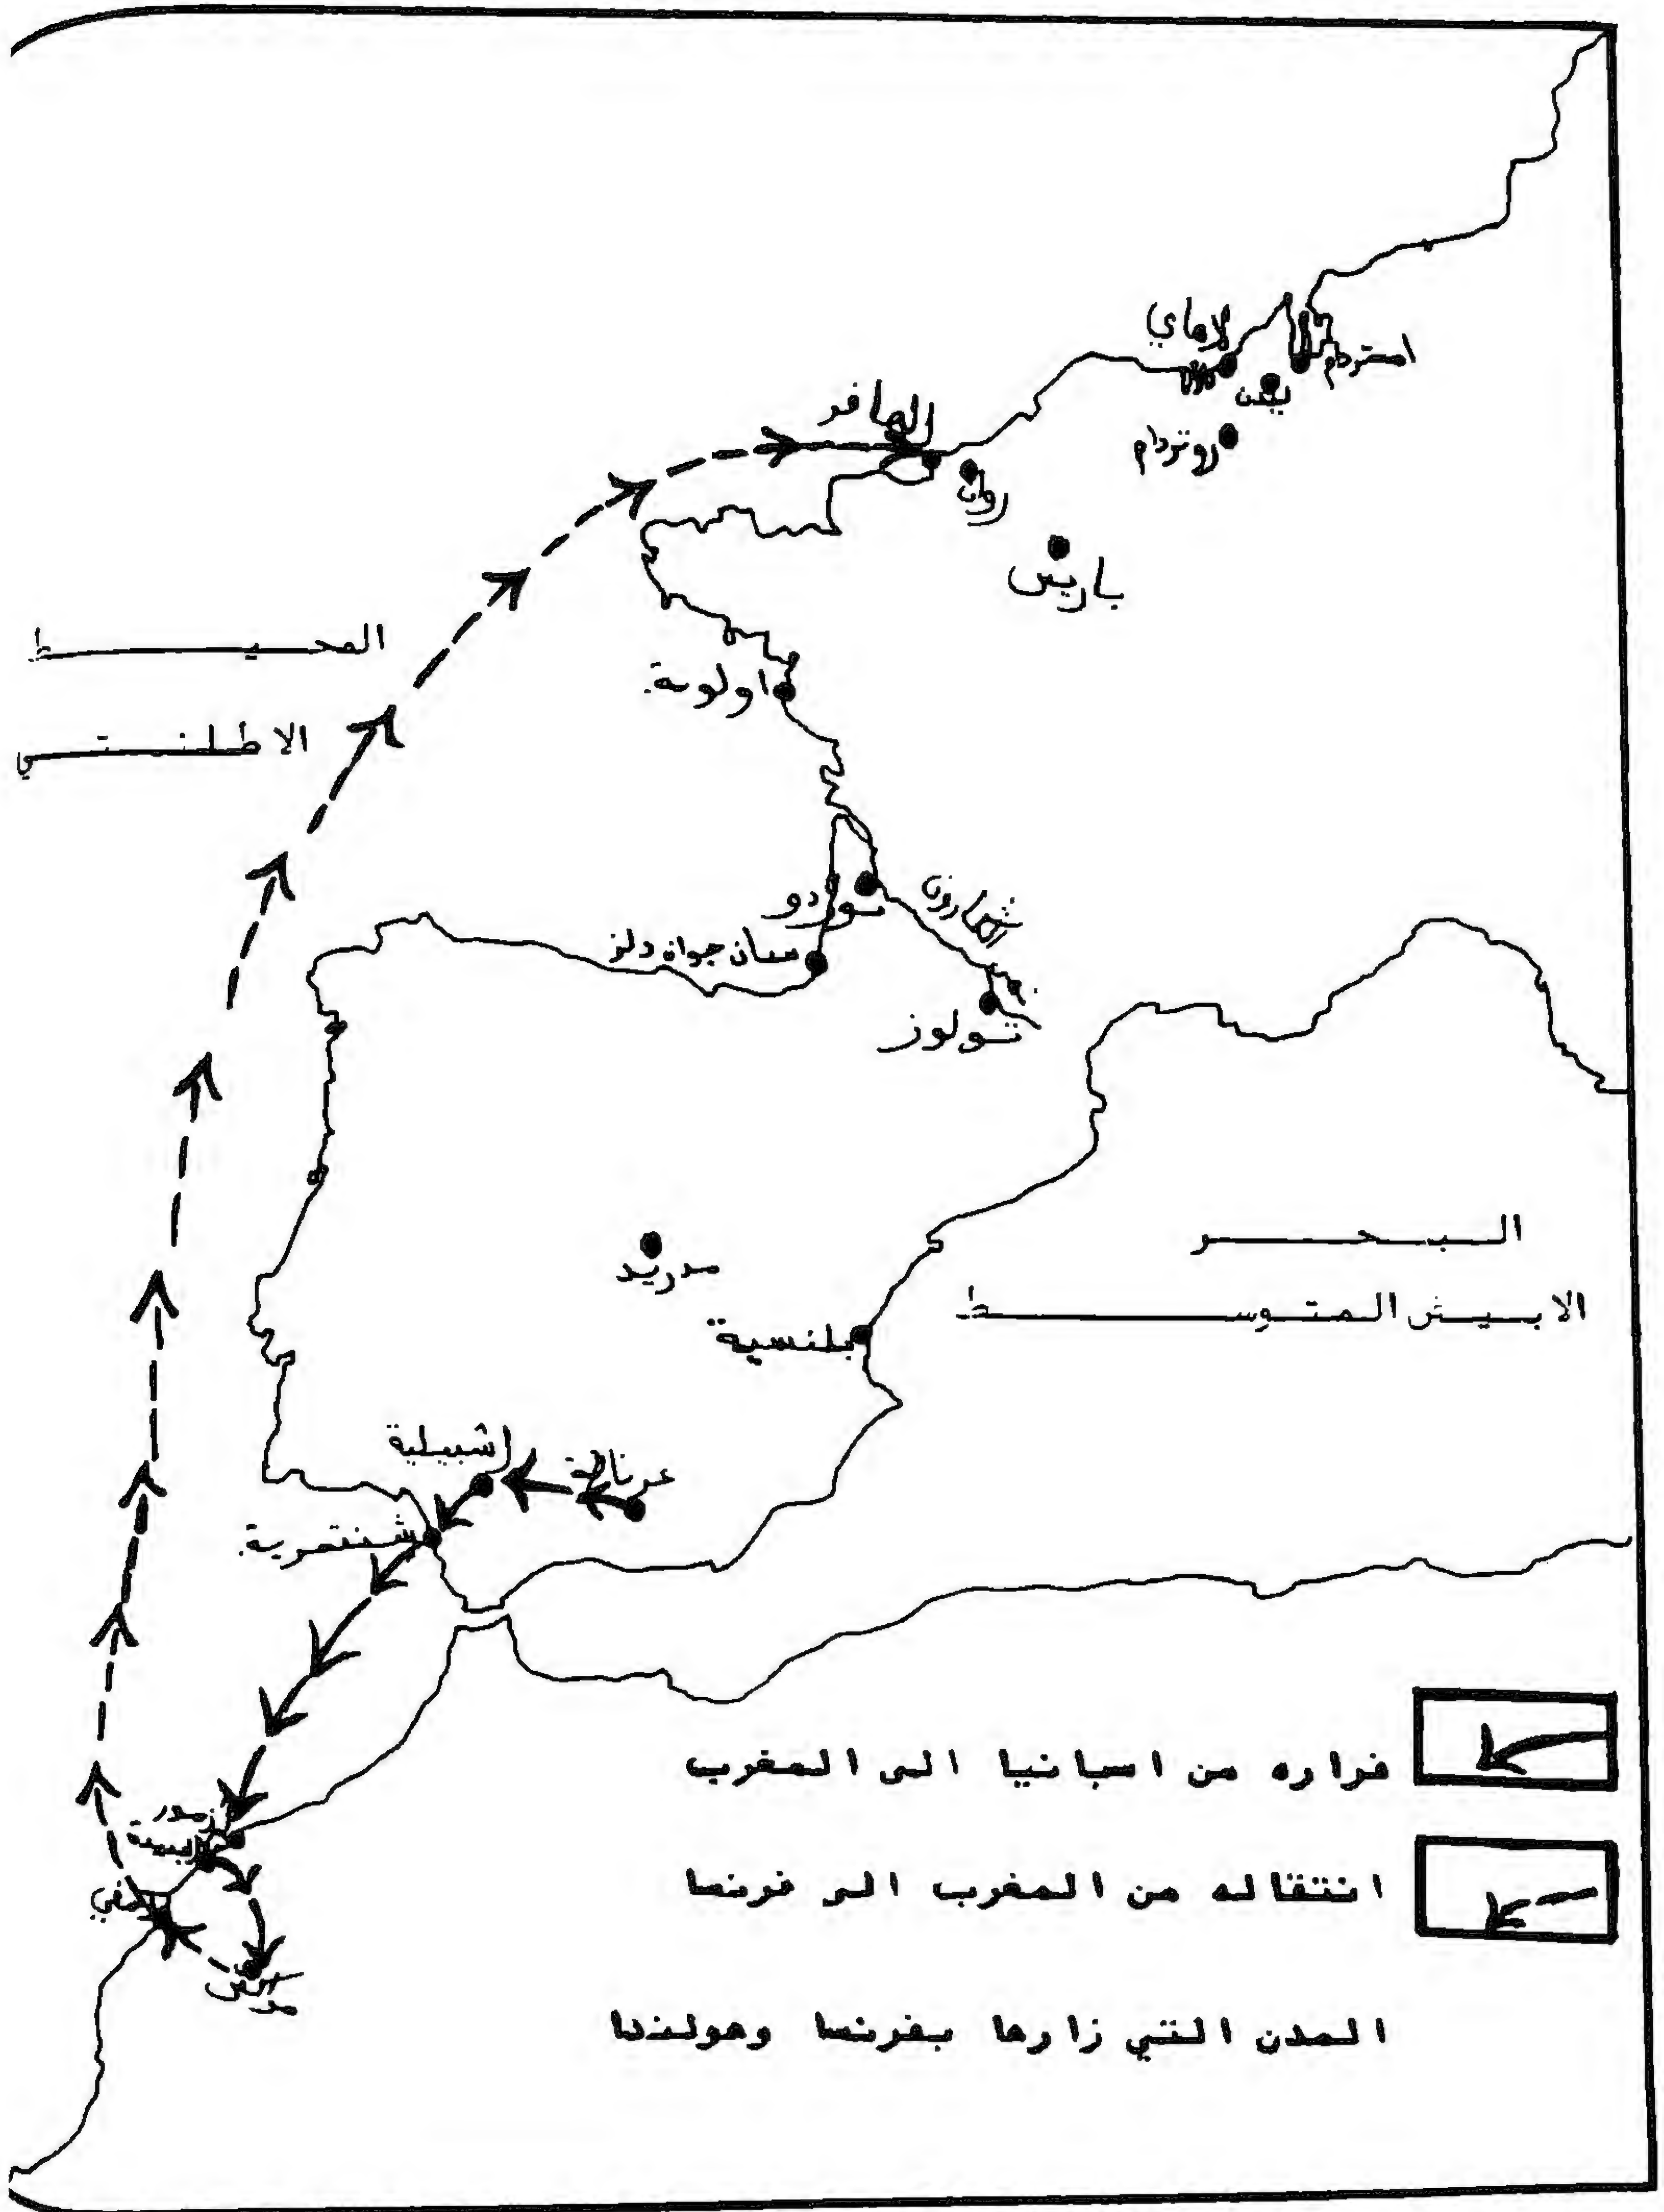 لاهاي
امستردام
ليدن
روتردام
الهافر
روان
باريس
المحيط
الاطلنتي
اولونة
بوردو
سان جوان دلز
تولوز
مدريد
بلنسية
البحر
الابيض المتوسط
اشبيلية
غرناطة
شنتمرية
مراكش
فراره من اسبانيا الى المغرب
انتقاله من المغرب الى فرنسا
المدن التي زارها بفرنسا وهولندا